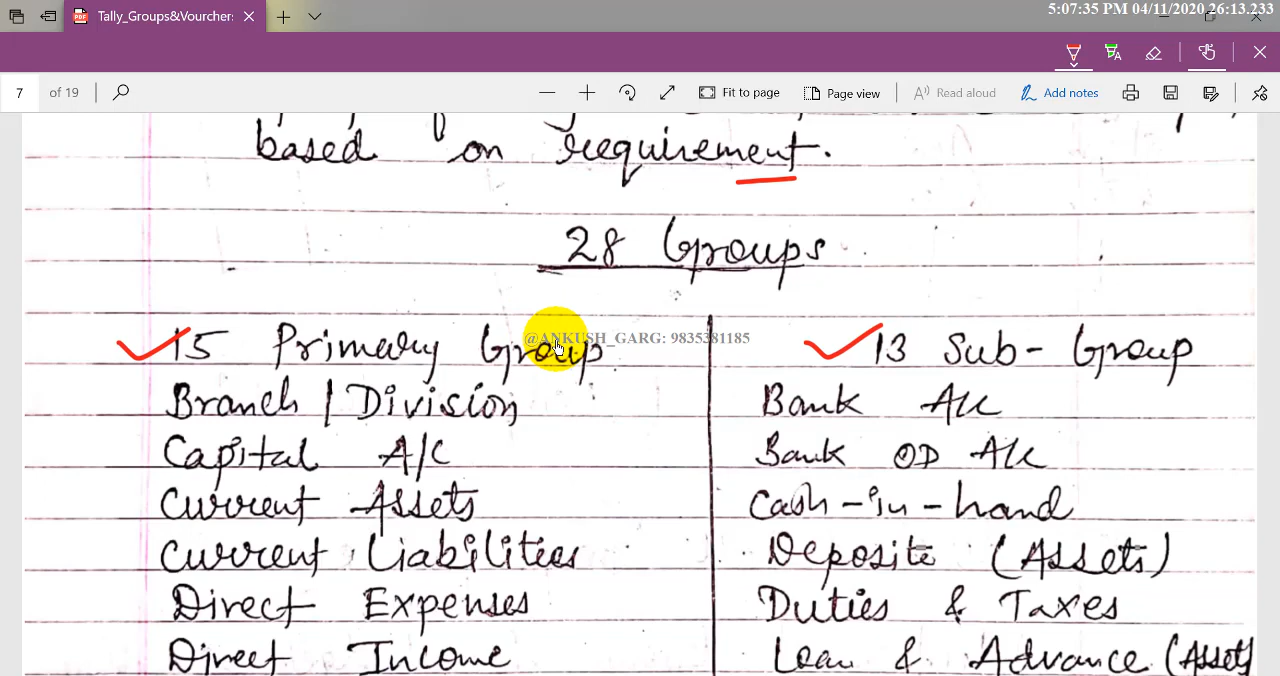 5:07:35 PM 04/11/2020 26:13.233
Tally_Groups&Vourchers
7 of 19
Fit to page
Page view
Read aloud
Add notes
based on requirement.
28 Groups
@ANKUSH_GARG: 9835381185
15 Primary Group
13 Sub-Group
Branch / Division
Bank A/c
Capital A/C
Bank OD A/c
Current Assets
Cash-in-hand
Current Liabilities
Deposite (Assets)
Direct Expenses
Duties & Taxes
Direct Income
Loan & Advance (Assets